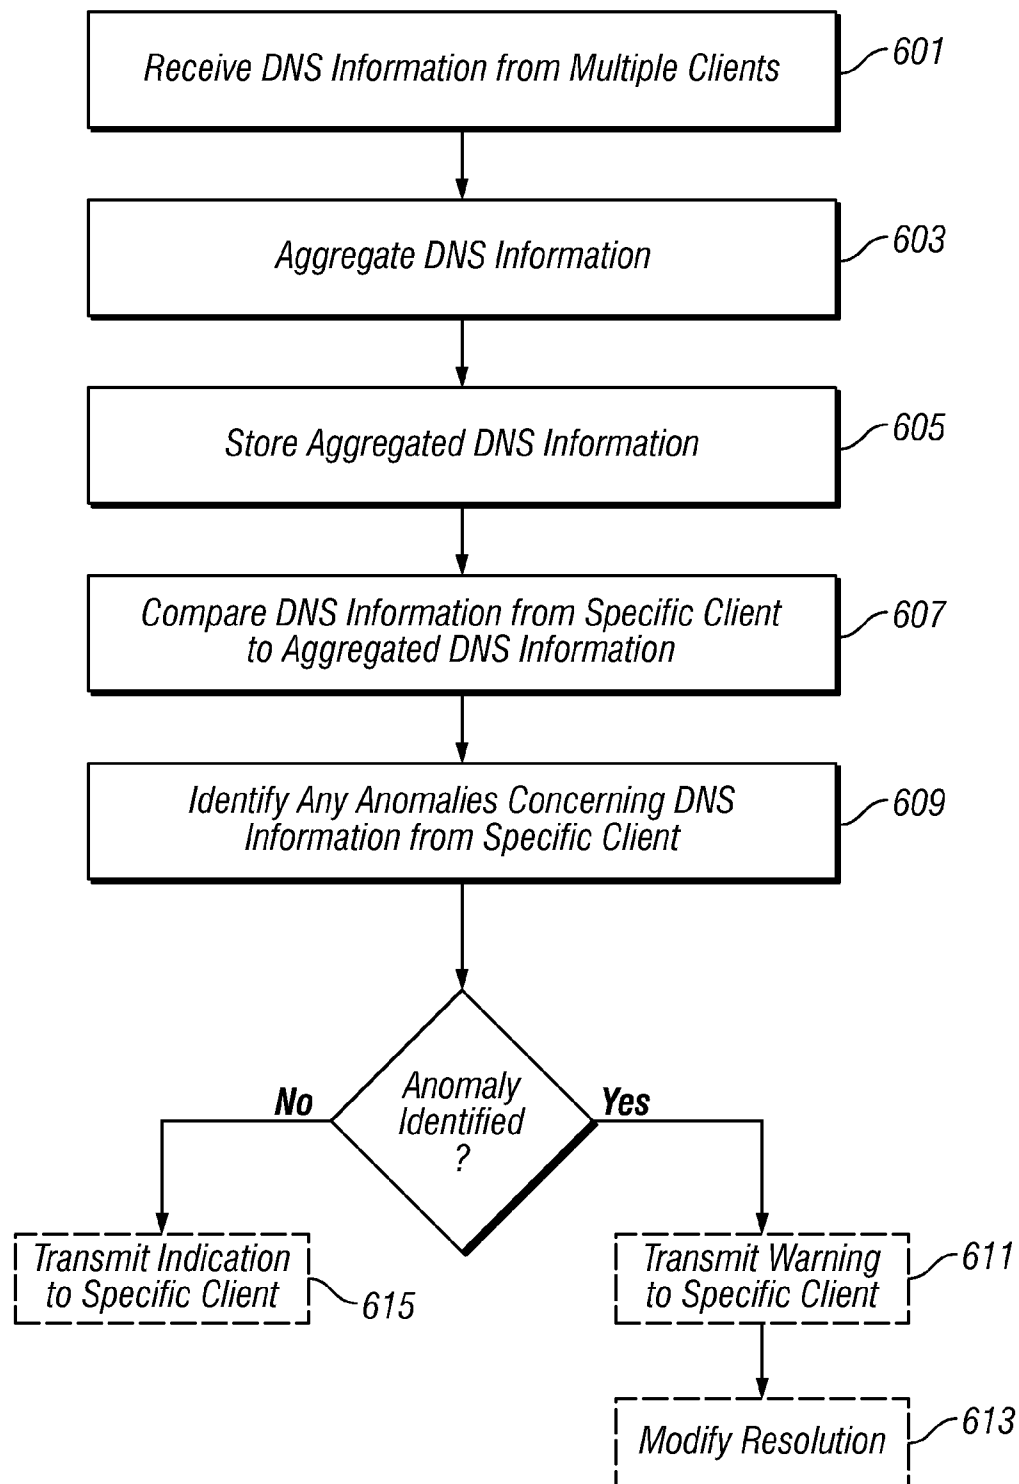 Receive DNS Information from Multiple Clients
601
Aggregate DNS Information
603
Store Aggregated DNS Information
605
Compare DNS Information from Specific Client
to Aggregated DNS Information
607
Identify Any Anomalies Concerning DNS
Information from Specific Client
609
Anomaly
Identified
?
No
Yes
Transmit Indication
to Specific Client
615
Transmit Warning
to Specific Client
611
Modify Resolution
613